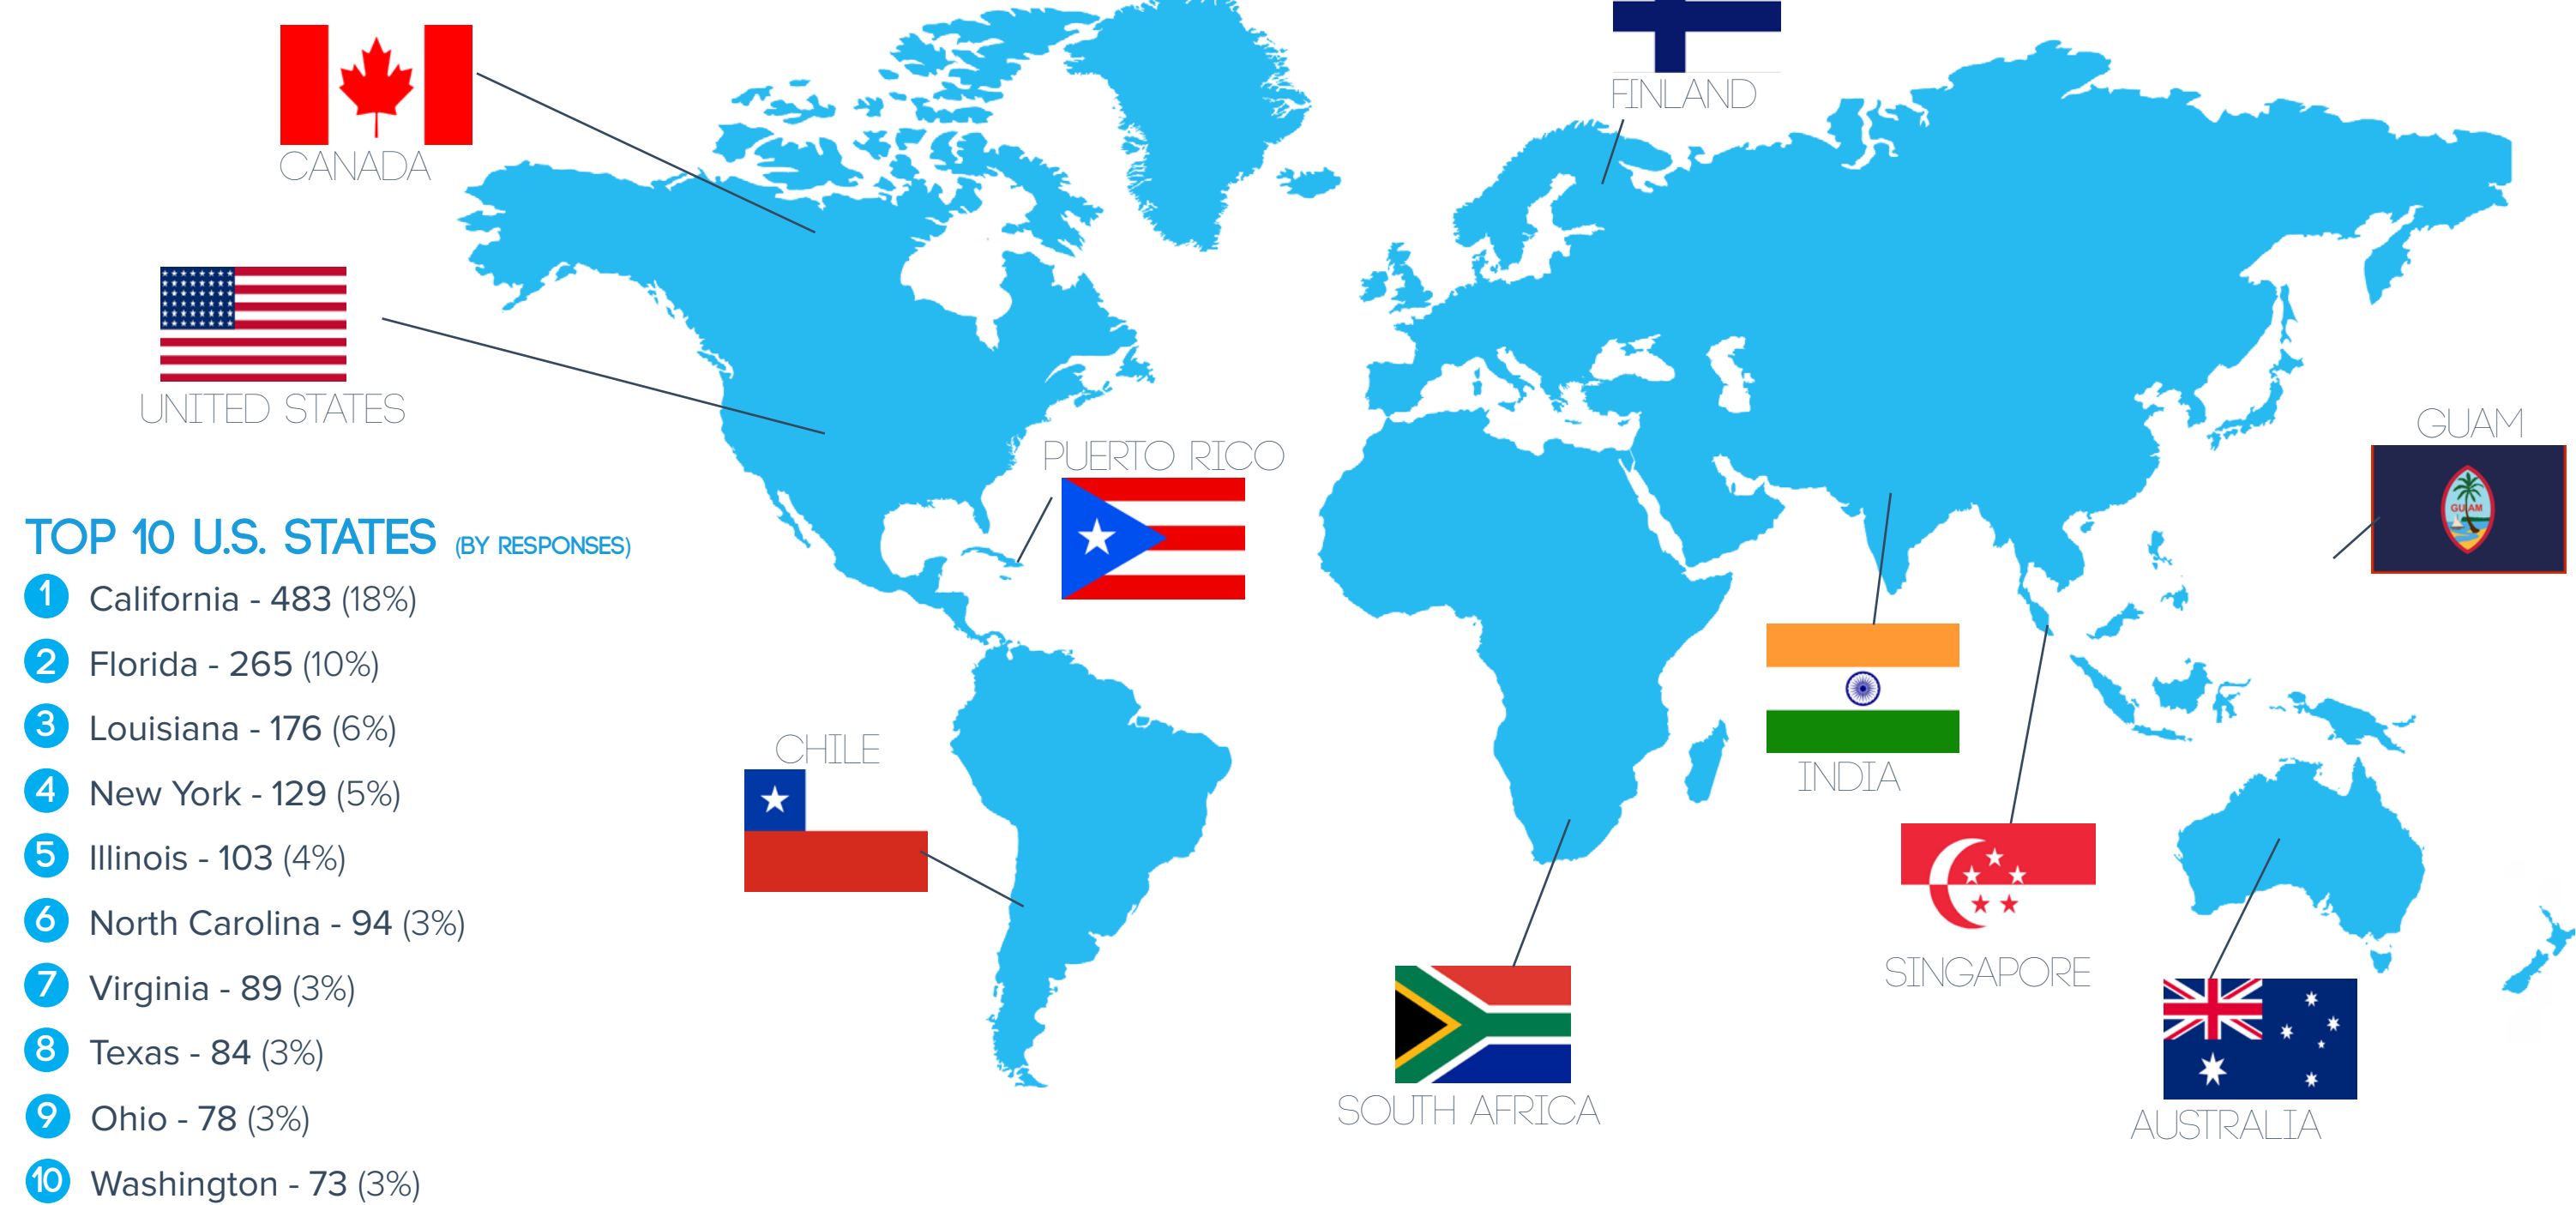 FINLAND
CANADA
UNITED STATES
GUAM
GUAM
PUERTO RICO
TOP 10 U.S. STATES (BY RESPONSES)
1 California - 483 (18%)
2 Florida - 265 (10%)
3 Louisiana - 176 (6%)
4 New York - 129 (5%)
5 Illinois - 103 (4%)
6 North Carolina - 94 (3%)
7 Virginia - 89 (3%)
8 Texas - 84 (3%)
9 Ohio - 78 (3%)
10 Washington - 73 (3%)
CHILE
INDIA
SINGAPORE
SOUTH AFRICA
AUSTRALIA